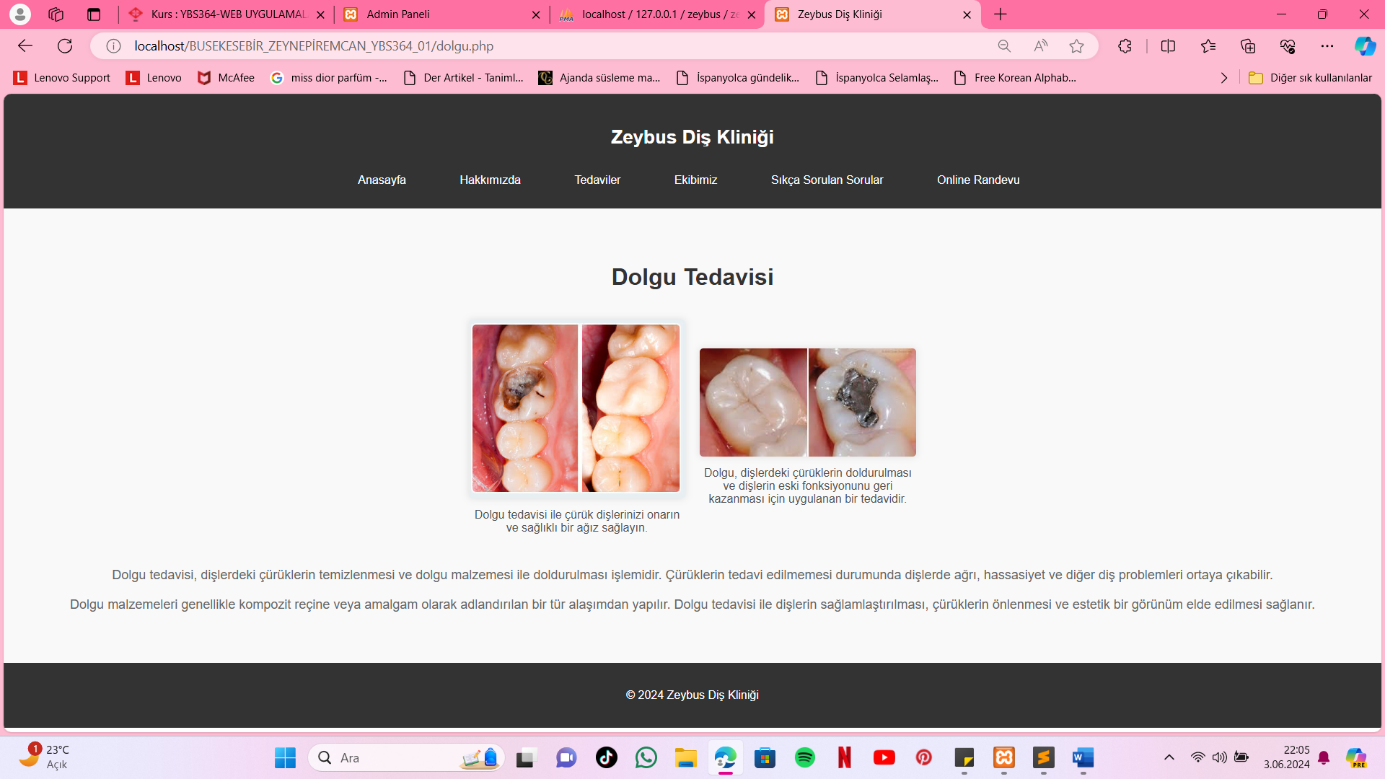 Kurs : YBS364-WEB UYGULAMAL
Admin Paneli
localhost / 127.0.0.1 / zeybus / ze
Zeybus Diş Kliniği
localhost/BUSEKESEBİR_ZEYNEPİREMCAN_YBS364_01/dolgu.php
Lenovo Support
Lenovo
McAfee
miss dior parfüm -...
Der Artikel - Taniml...
Ajanda süsleme ma...
İspanyolca gündelik...
İspanyolca Selamlaş...
Free Korean Alphab...
Diğer sık kullanılanlar
Zeybus Diş Kliniği
Anasayfa
Hakkımızda
Tedaviler
Ekibimiz
Sıkça Sorulan Sorular
Online Randevu
Dolgu Tedavisi
Dolgu tedavisi ile çürük dişlerinizi onarın
ve sağlıklı bir ağız sağlayın.
Dolgu, dişlerdeki çürüklerin doldurulması
ve dişlerin eski fonksiyonunu geri
kazanması için uygulanan bir tedavidir.
Dolgu tedavisi, dişlerdeki çürüklerin temizlenmesi ve dolgu malzemesi ile doldurulması işlemidir. Çürüklerin tedavi edilmemesi durumunda dişlerde ağrı, hassasiyet ve diğer diş problemleri ortaya çıkabilir.
Dolgu malzemeleri genellikle kompozit reçine veya amalgam olarak adlandırılan bir tür alaşımdan yapılır. Dolgu tedavisi ile dişlerin sağlamlaştırılması, çürüklerin önlenmesi ve estetik bir görünüm elde edilmesi sağlanır.
© 2024 Zeybus Diş Kliniği
1
23°C
Açık
Ara
22:05
3.06.2024
PRE